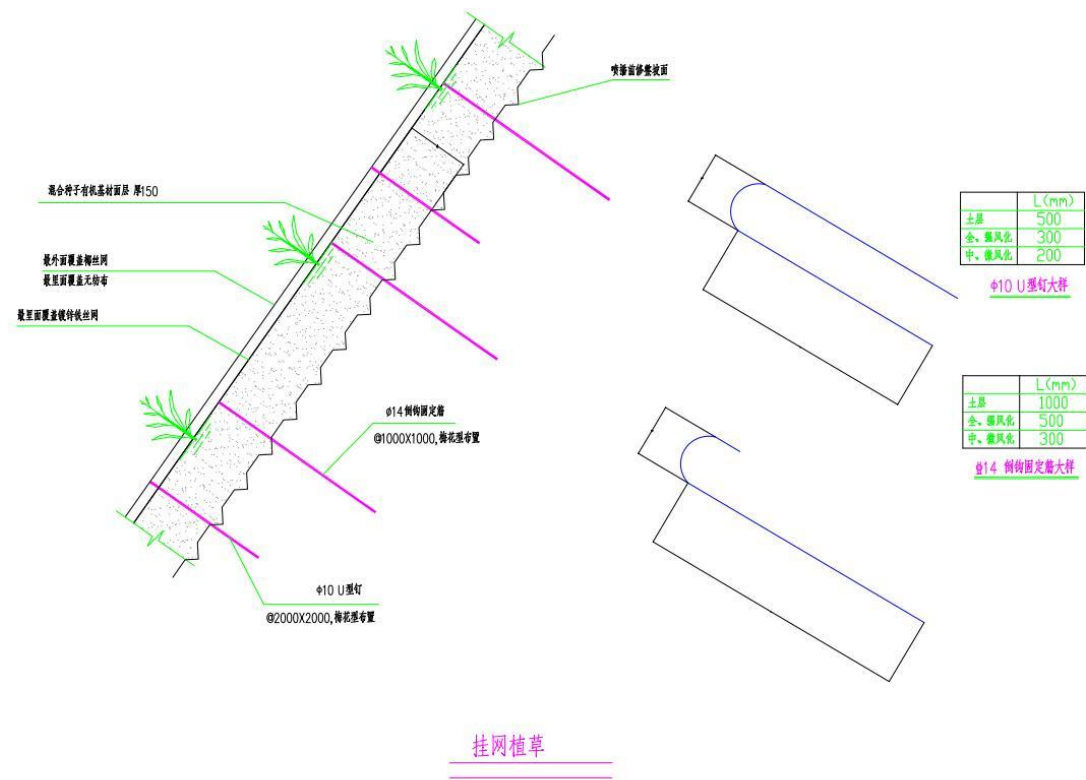 喷播前修整坡面
混合种子有机基材面层 厚150
最外面覆盖椰丝网
最里面覆盖无纺布
最里面覆盖镀锌铁丝网
ø14 倒钩固定筋
@1000X1000,梅花型布置
ϕ10 U型钉
@2000X2000,梅花型布置
L(mm)
土层 500
全、强风化 300
中、微风化 200
ϕ10 U型钉大样
L(mm)
土层 1000
全、强风化 500
中、微风化 300
ϕ14 倒钩固定筋大样
挂网植草